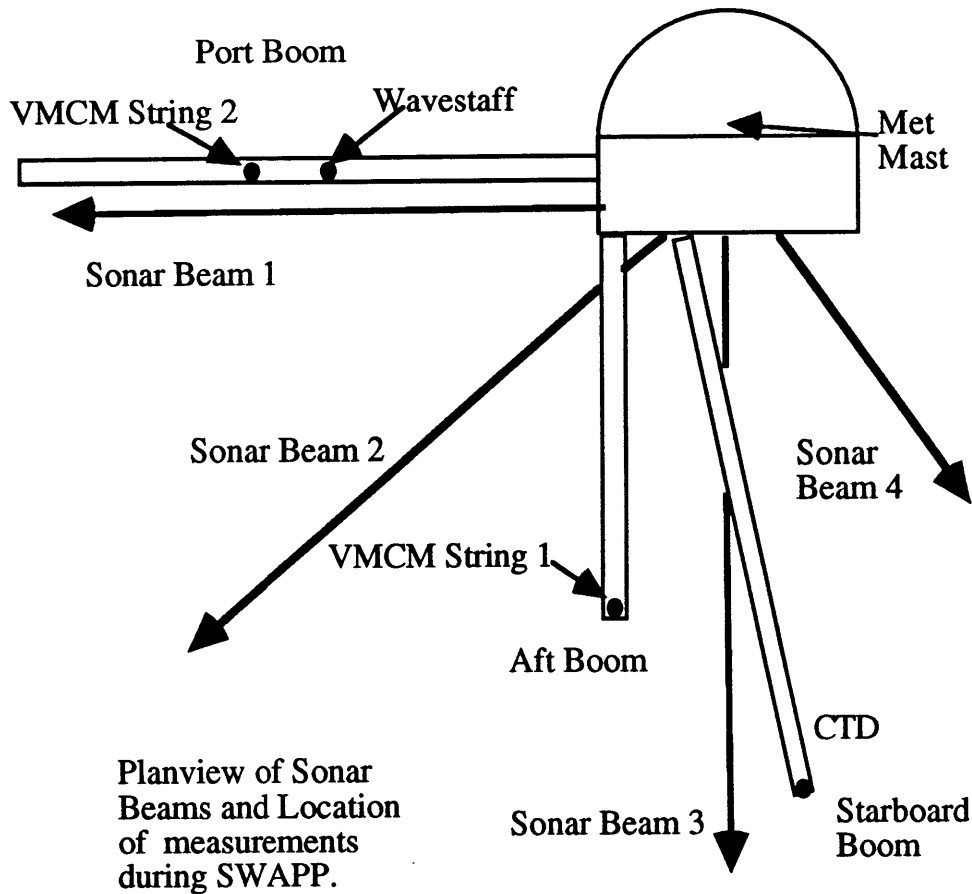 Port Boom
VMCM String 2
Wavestaff
Met
Mast
Sonar Beam 1
Sonar Beam 2
Sonar
Beam 4
VMCM String 1
Aft Boom
CTD
Planview of Sonar
Beams and Location
of measurements
during SWAPP.
Sonar Beam 3
Starboard
Boom